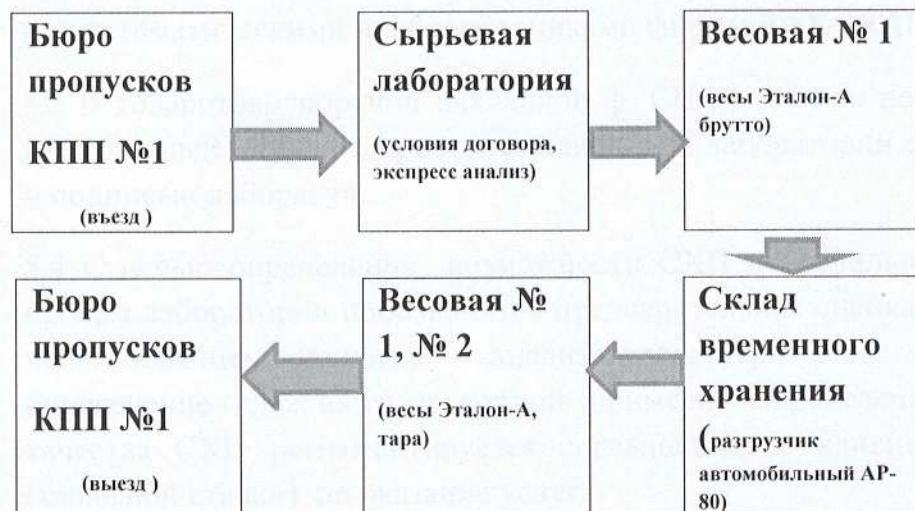 Бюро
пропусков
КПП №1
(въезд )
Сырьевая
лаборатория
(условия договора,
экспресс анализ)
Весовая № 1
(весы Эталон-А
брутто)
Бюро
пропусков
КПП №1
(выезд )
Весовая №
1, № 2
(весы Эталон-А,
тара)
Склад
временного
хранения
(разгрузчик
автомобильный АР-
80)